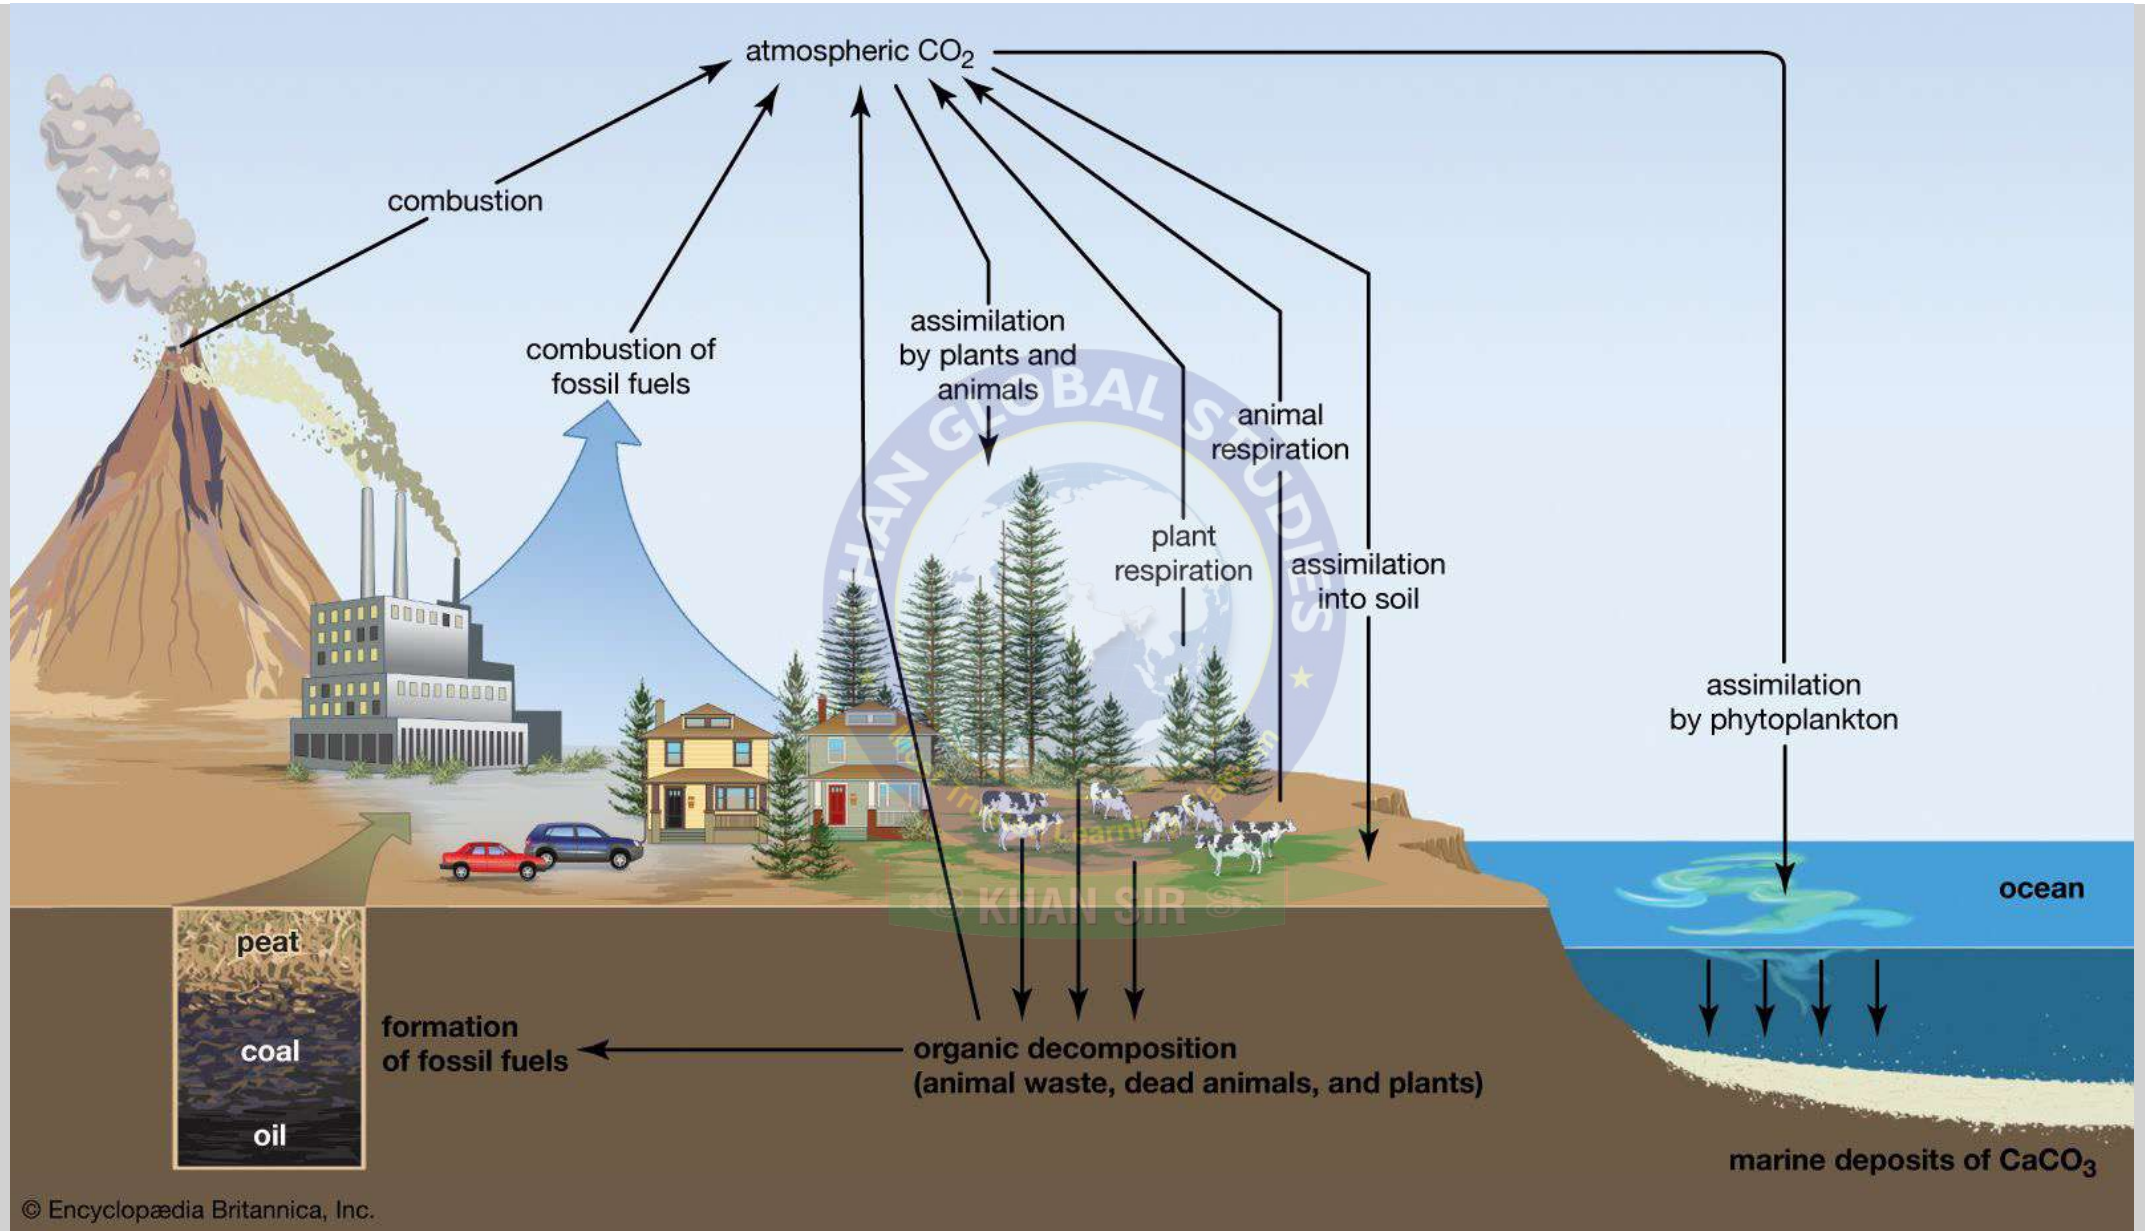 atmospheric CO₂
combustion
combustion of
fossil fuels
assimilation
by plants and
animals
animal
respiration
plant
respiration
assimilation
into soil
assimilation
by phytoplankton
KHAN GLOBAL STUDIES
KHAN SIR
ocean
peat
coal
oil
formation
of fossil fuels
organic decomposition
(animal waste, dead animals, and plants)
marine deposits of CaCO₃
© Encyclopædia Britannica, Inc.